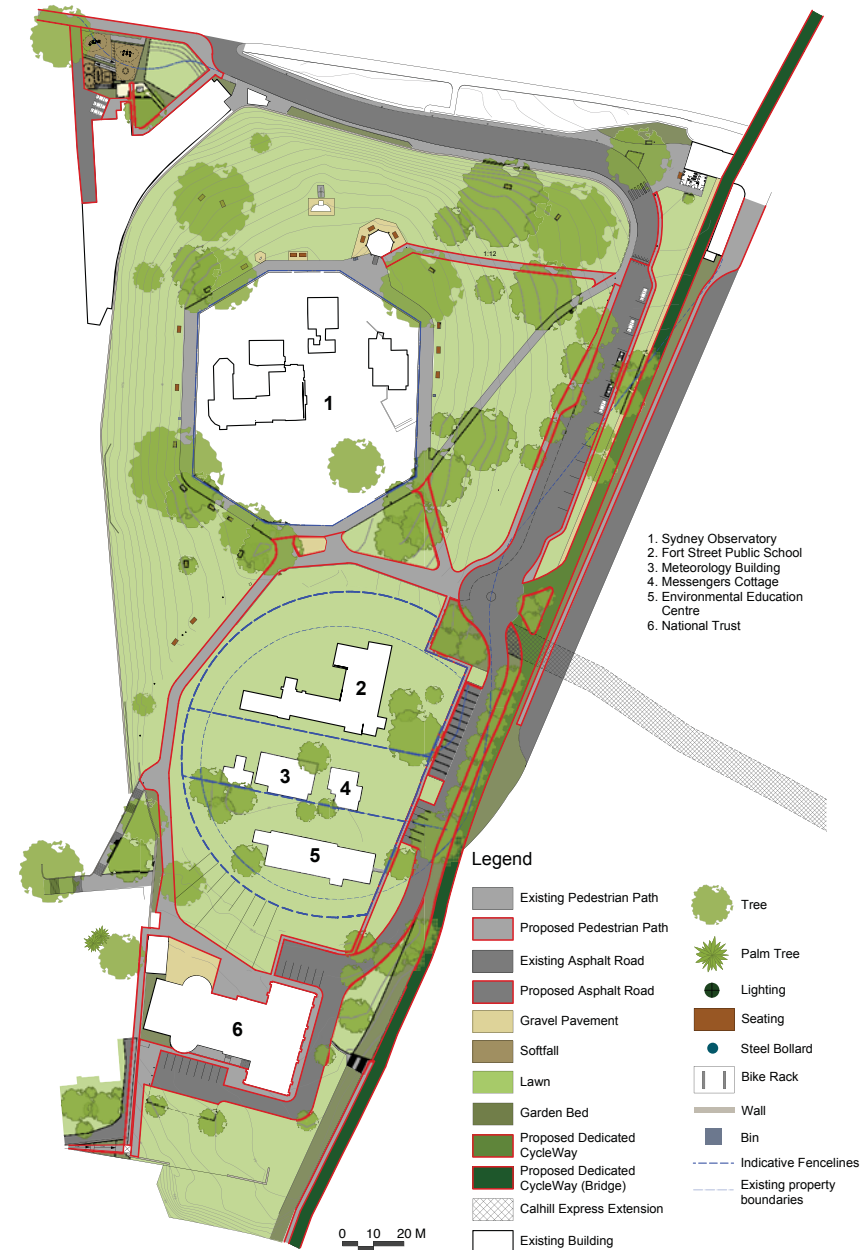 1:12
1
1. Sydney Observatory
2. Fort Street Public School
3. Meteorology Building
4. Messengers Cottage
5. Environmental Education
Centre
6. National Trust
2
3
4
5
6
Legend
Existing Pedestrian Path
Proposed Pedestrian Path
Existing Asphalt Road
Proposed Asphalt Road
Gravel Pavement
Softfall
Lawn
Garden Bed
Proposed Dedicated
CycleWay
Proposed Dedicated
CycleWay (Bridge)
Calhill Express Extension
Existing Building
Tree
Palm Tree
Lighting
Seating
Steel Bollard
Bike Rack
Wall
Bin
Indicative Fencelines
Existing property
boundaries
0 10 20 M